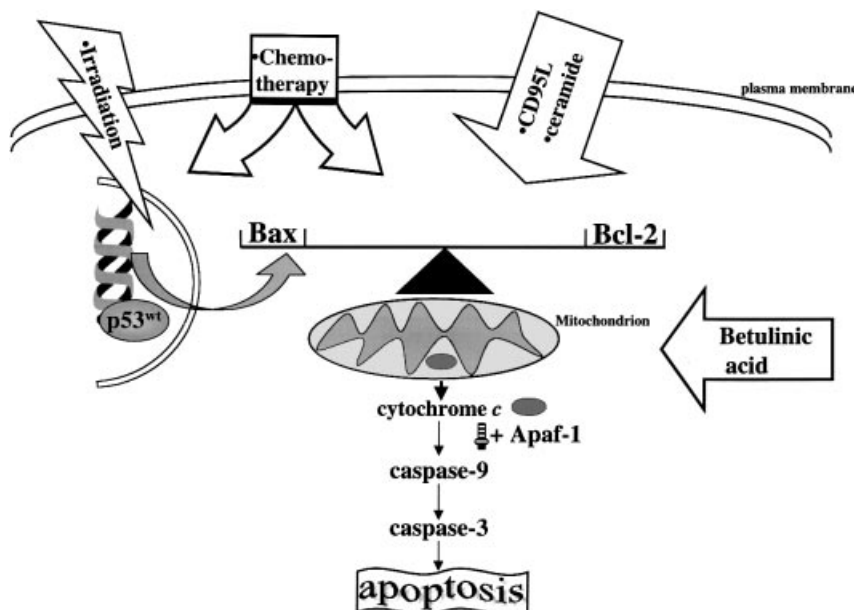 •Irradiation
•Chemo-
therapy
•CD95L
•ceramide
plasma membrane
Bax
Bcl-2
p53wt
Mitochondrion
Betulinic
acid
cytochrome c
+ Apaf-1
caspase-9
caspase-3
apoptosis